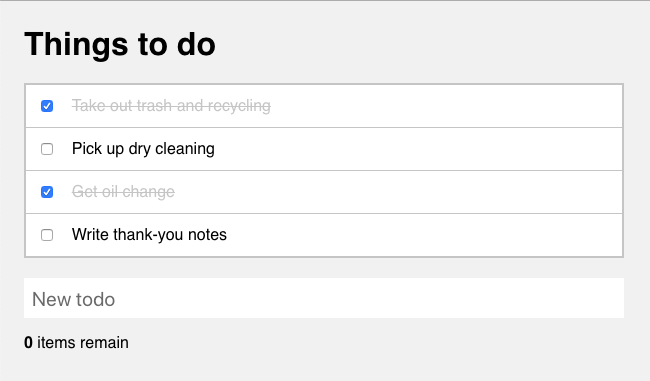 Things to do
Take out trash and recycling
Pick up dry cleaning
Get oil change
Write thank-you notes
New todo
0 items remain